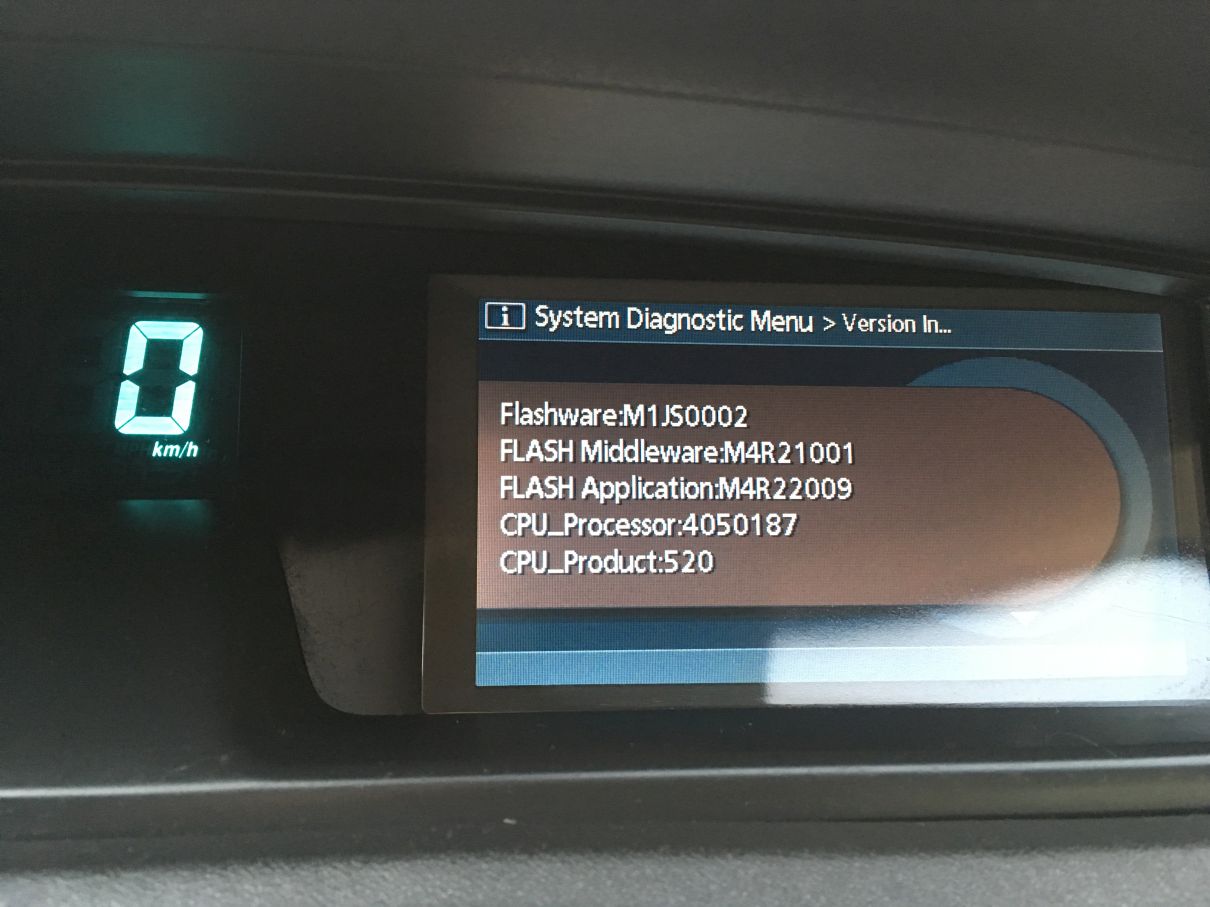 0
km/h
i System Diagnostic Menu > Version In...
Flashware:M1JS0002
FLASH Middleware:M4R21001
FLASH Application:M4R22009
CPU_Processor:4050187
CPU_Product:520